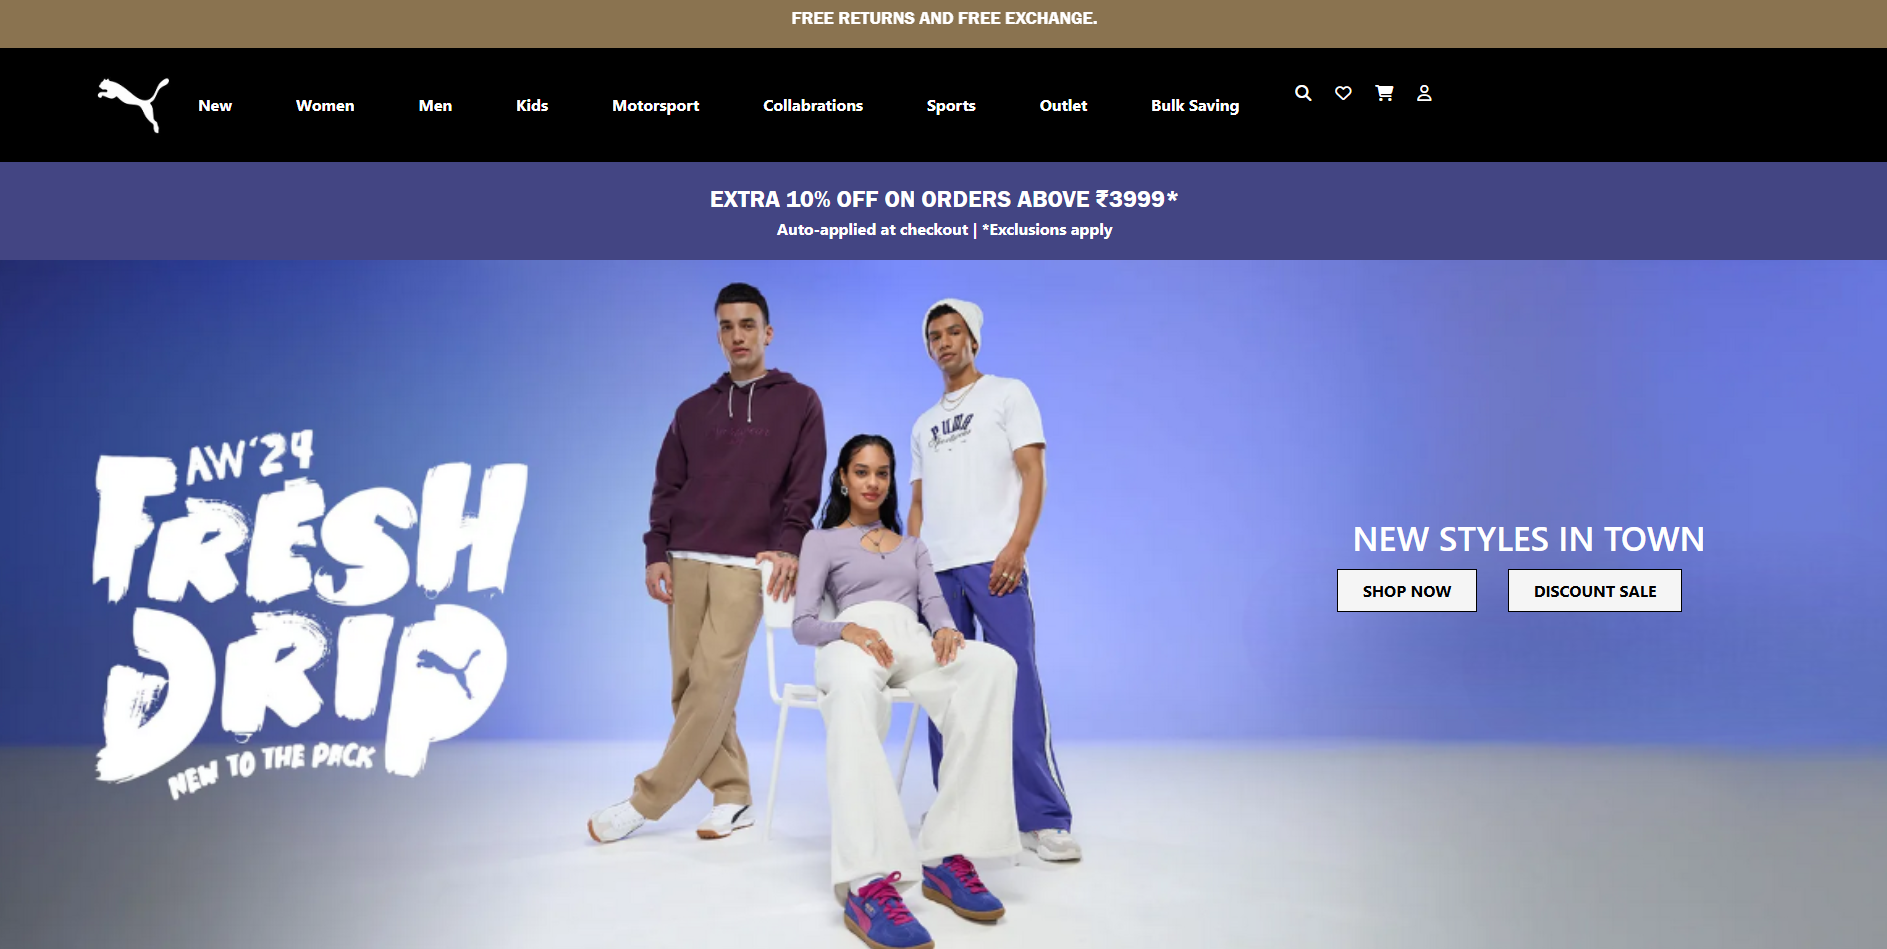 FREE RETURNS AND FREE EXCHANGE.
New Women Men Kids Motorsport Collabrations Sports Outlet Bulk Saving
EXTRA 10% OFF ON ORDERS ABOVE ₹3999*
Auto-applied at checkout | *Exclusions apply
AW'24
FRESH
DRIP
NEW TO THE PACK
PUMA
NEW STYLES IN TOWN
SHOP NOW DISCOUNT SALE